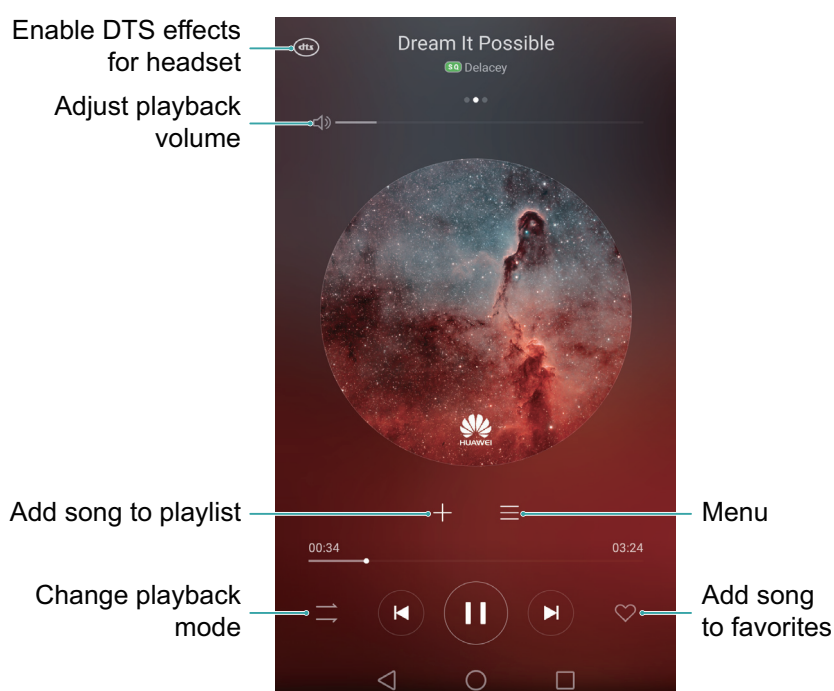 Enable DTS effects
for headset
dts
Dream It Possible
SQ Delacey
Adjust playback
volume
HUAWEI
Add song to playlist
Menu
00:34
03:24
Change playback
mode
Add song
to favorites